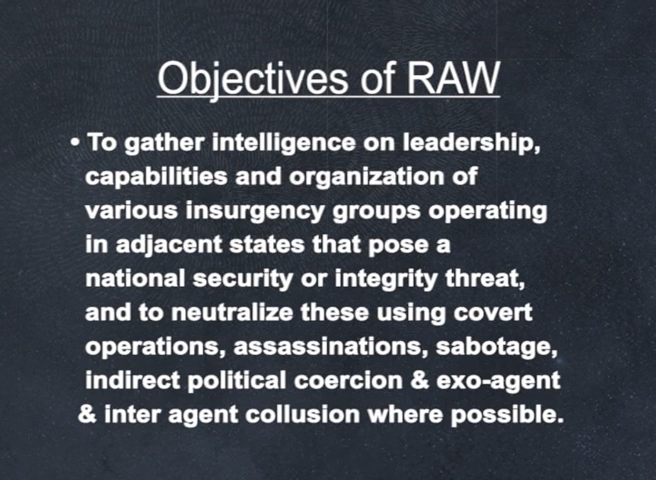 Objectives of RAW
• To gather intelligence on leadership,
capabilities and organization of
various insurgency groups operating
in adjacent states that pose a
national security or integrity threat,
and to neutralize these using covert
operations, assassinations, sabotage,
indirect political coercion & exo-agent
& inter agent collusion where possible.